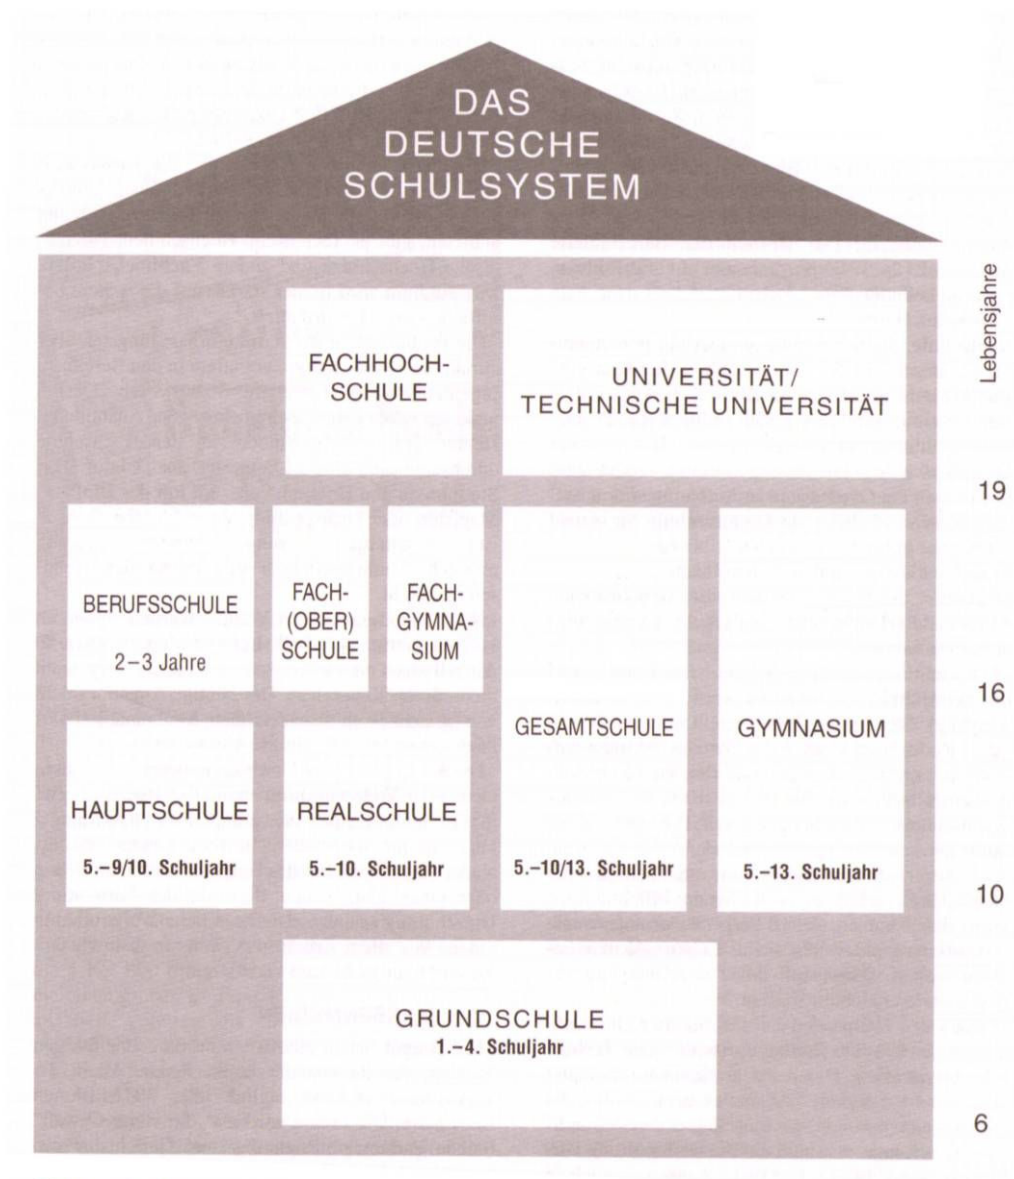 DAS
DEUTSCHE
SCHULSYSTEM
Lebensjahre
FACHHOCH-
SCHULE
UNIVERSITÄT/
TECHNISCHE UNIVERSITÄT
19
BERUFSSCHULE
2–3 Jahre
FACH-
(OBER)
SCHULE
FACH-
GYMNA-
SIUM
16
GESAMTSCHULE
5.–10/13. Schuljahr
GYMNASIUM
5.–13. Schuljahr
HAUPTSCHULE
5.–9/10. Schuljahr
REALSCHULE
5.–10. Schuljahr
10
GRUNDSCHULE
1.–4. Schuljahr
6